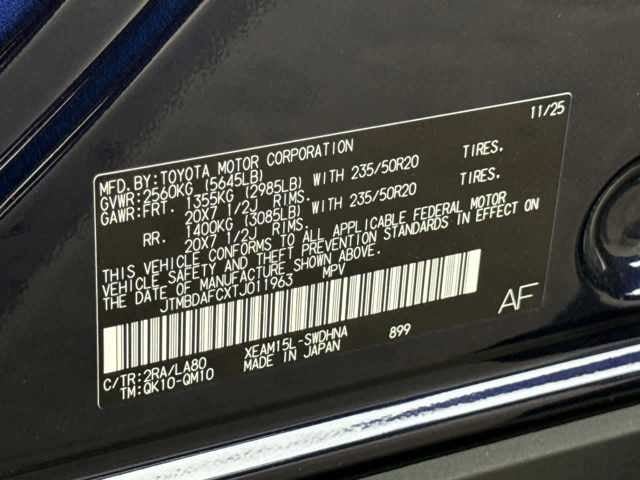 11/25
MFD. BY: TOYOTA MOTOR CORPORATION
GVWR: 2560KG (5645LB)
GAWR: FRT. 1355KG (2985LB) WITH 235/50R20 TIRES.
20X7 1/2J RIMS.
RR. 1400KG (3085LB) WITH 235/50R20 TIRES.
20X7 1/2J RIMS.
THIS VEHICLE CONFORMS TO ALL APPLICABLE FEDERAL MOTOR
VEHICLE SAFETY AND THEFT PREVENTION STANDARDS IN EFFECT ON
THE DATE OF MANUFACTURE SHOWN ABOVE.
JTMBDAFCXTJ011963 MPV
C/TR: 2RA/LA80 XEAM15L-SWDHNA 899
TM: QK10-QM10 MADE IN JAPAN
AF